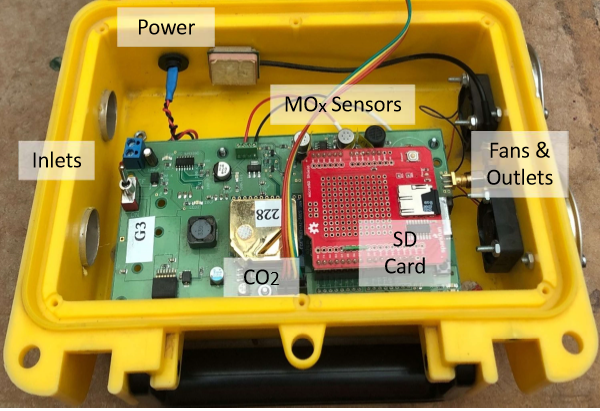 Power
MOx Sensors
Inlets
Fans &
Outlets
G3
228
SD
Card
CO2